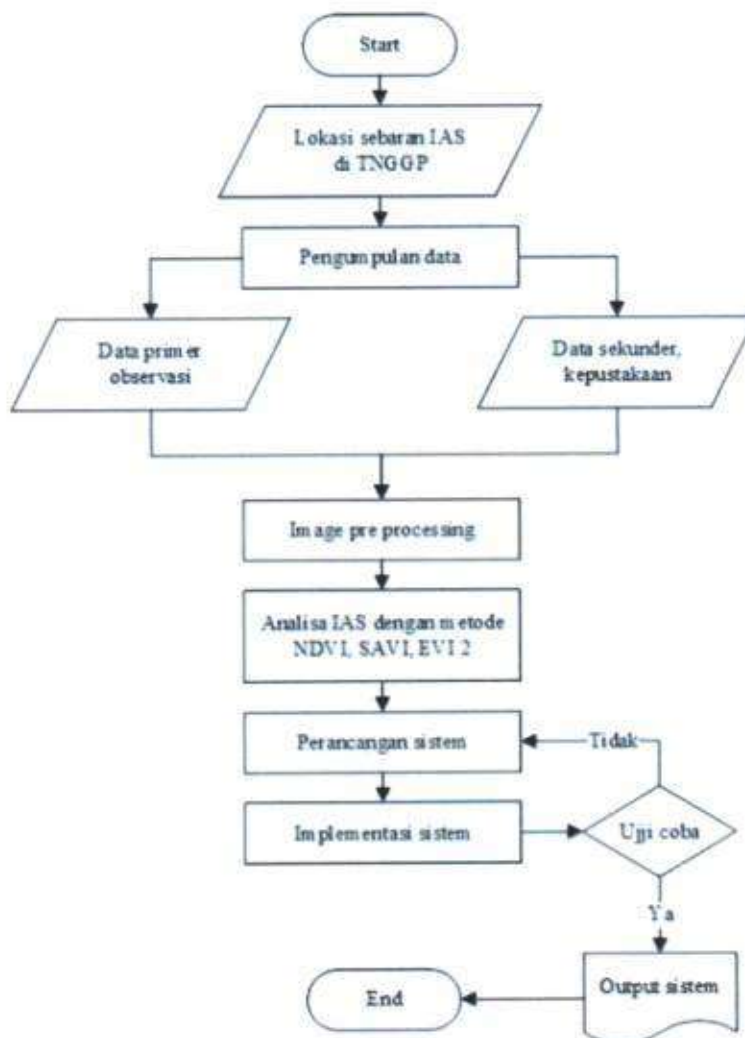 Start
Lokasi sebaran IAS
di TNGGP
Pengumpulan data
Data primer
observasi
Data sekunder,
kepustakaan
Image pre processing
Analisa IAS dengan metode
NDVI, SAVI, EVI 2
Perancangan sistem
Tidak
Implementasi sistem
Ujji coba
Ya
Output sistem
End